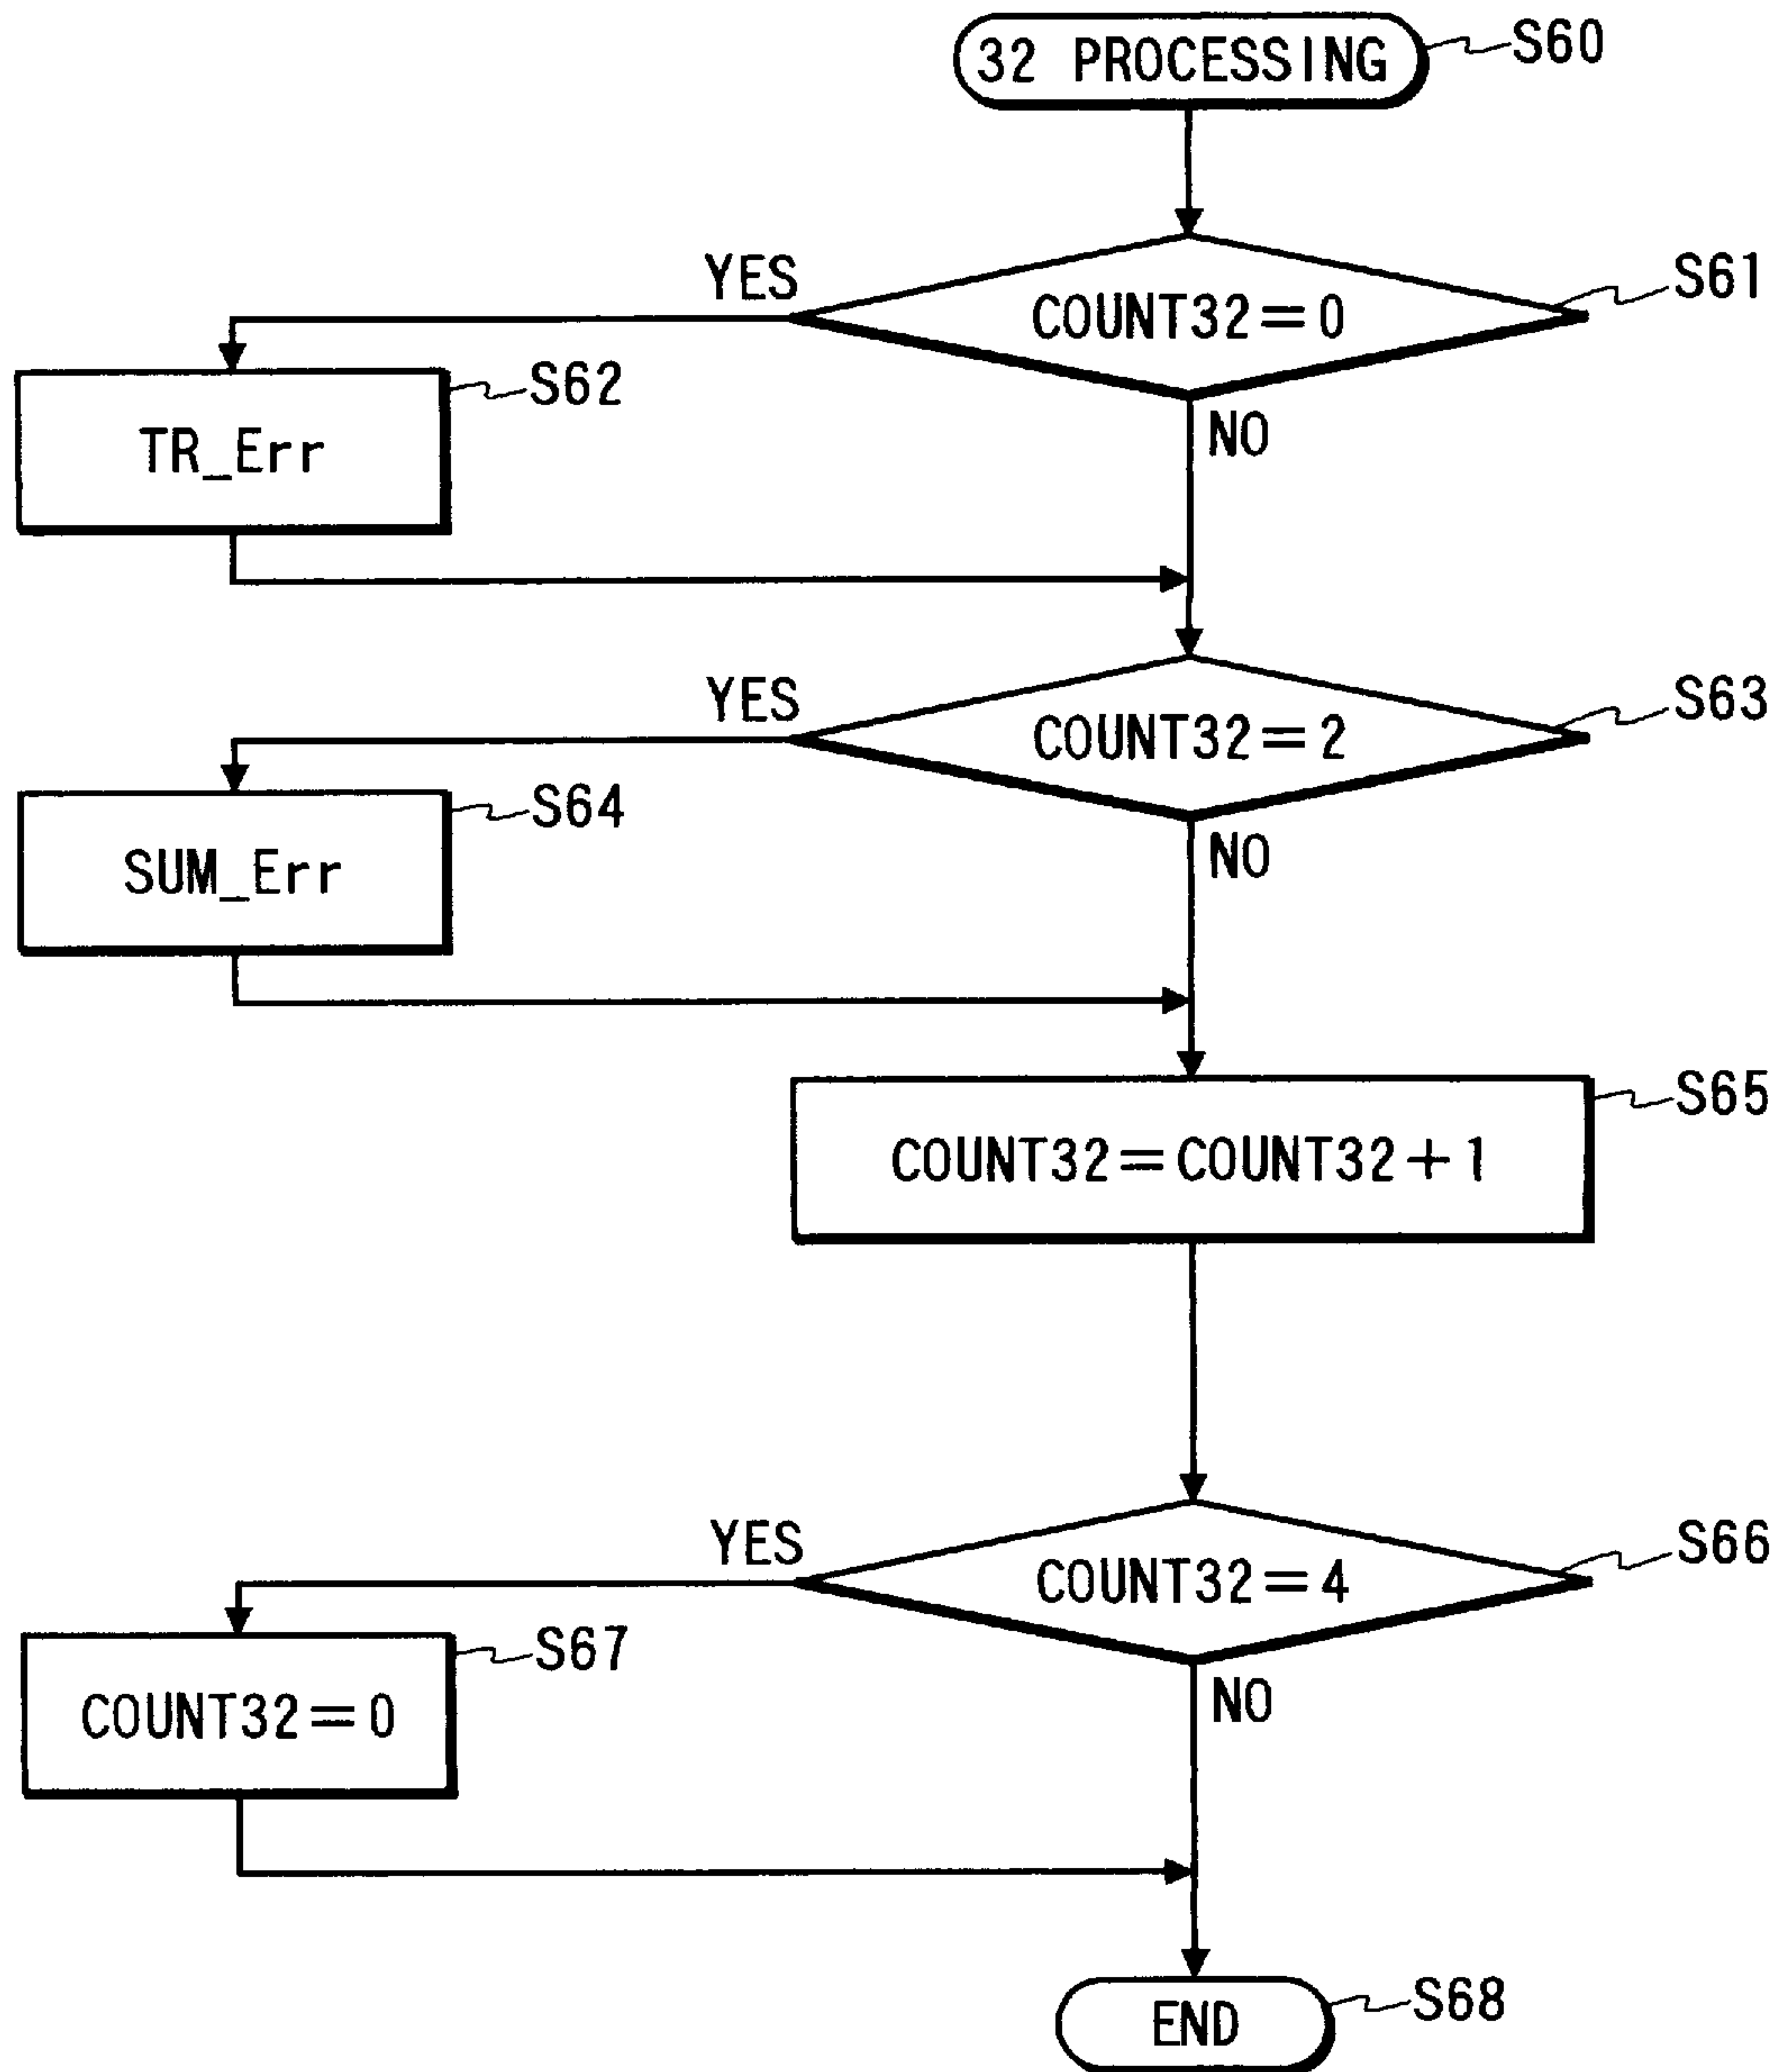 32 PROCESSING
S60
S61
YES
COUNT32=0
S62
NO
TR_Err
S63
YES
COUNT32=2
S64
NO
SUM_Err
S65
COUNT32=COUNT32+1
S66
YES
COUNT32=4
S67
NO
COUNT32=0
S68
END